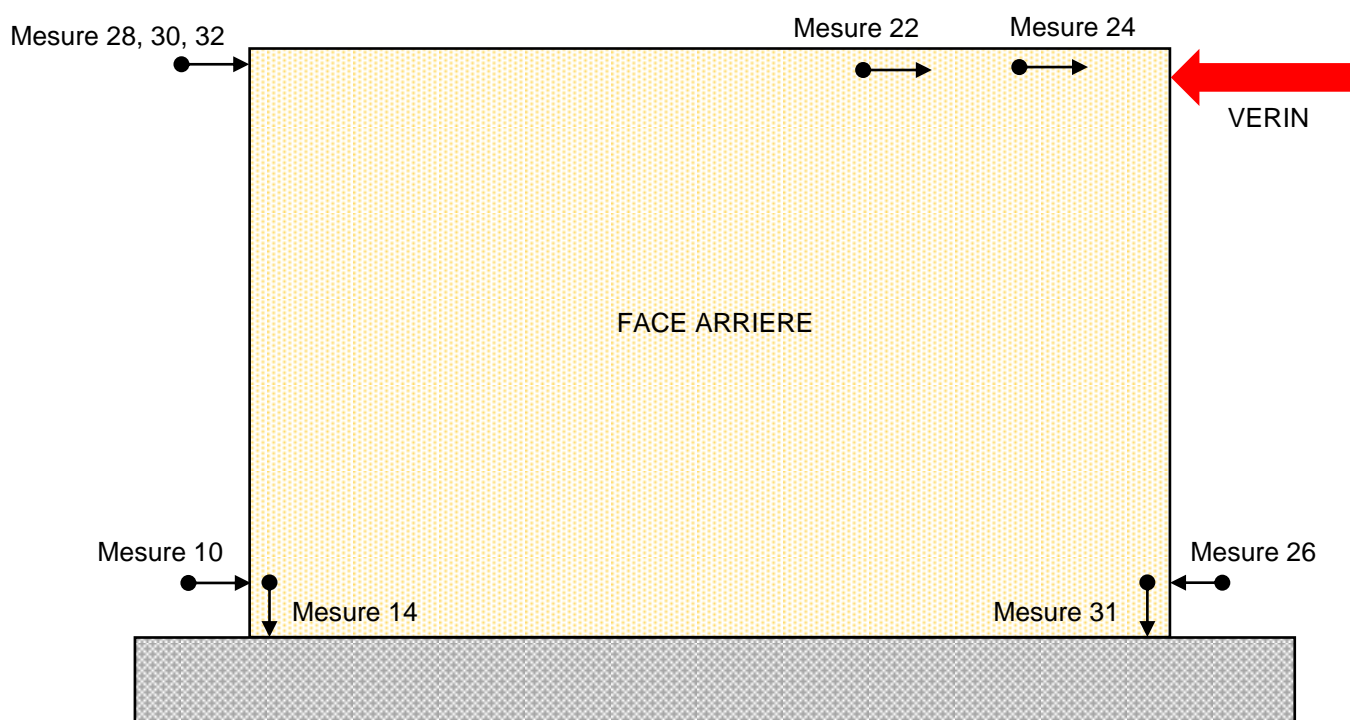 Mesure 28, 30, 32
Mesure 22
Mesure 24
VERIN
FACE ARRIERE
Mesure 10
Mesure 26
Mesure 14
Mesure 31